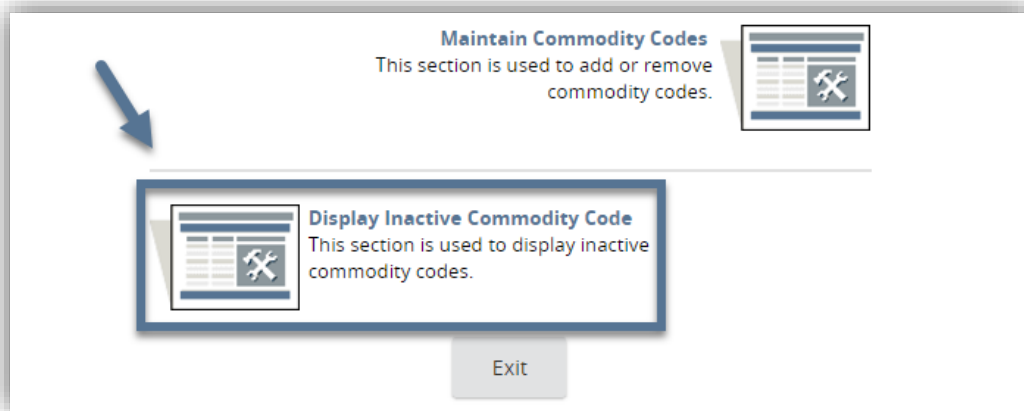 Maintain Commodity Codes
This section is used to add or remove
commodity codes.
Display Inactive Commodity Code
This section is used to display inactive
commodity codes.
Exit